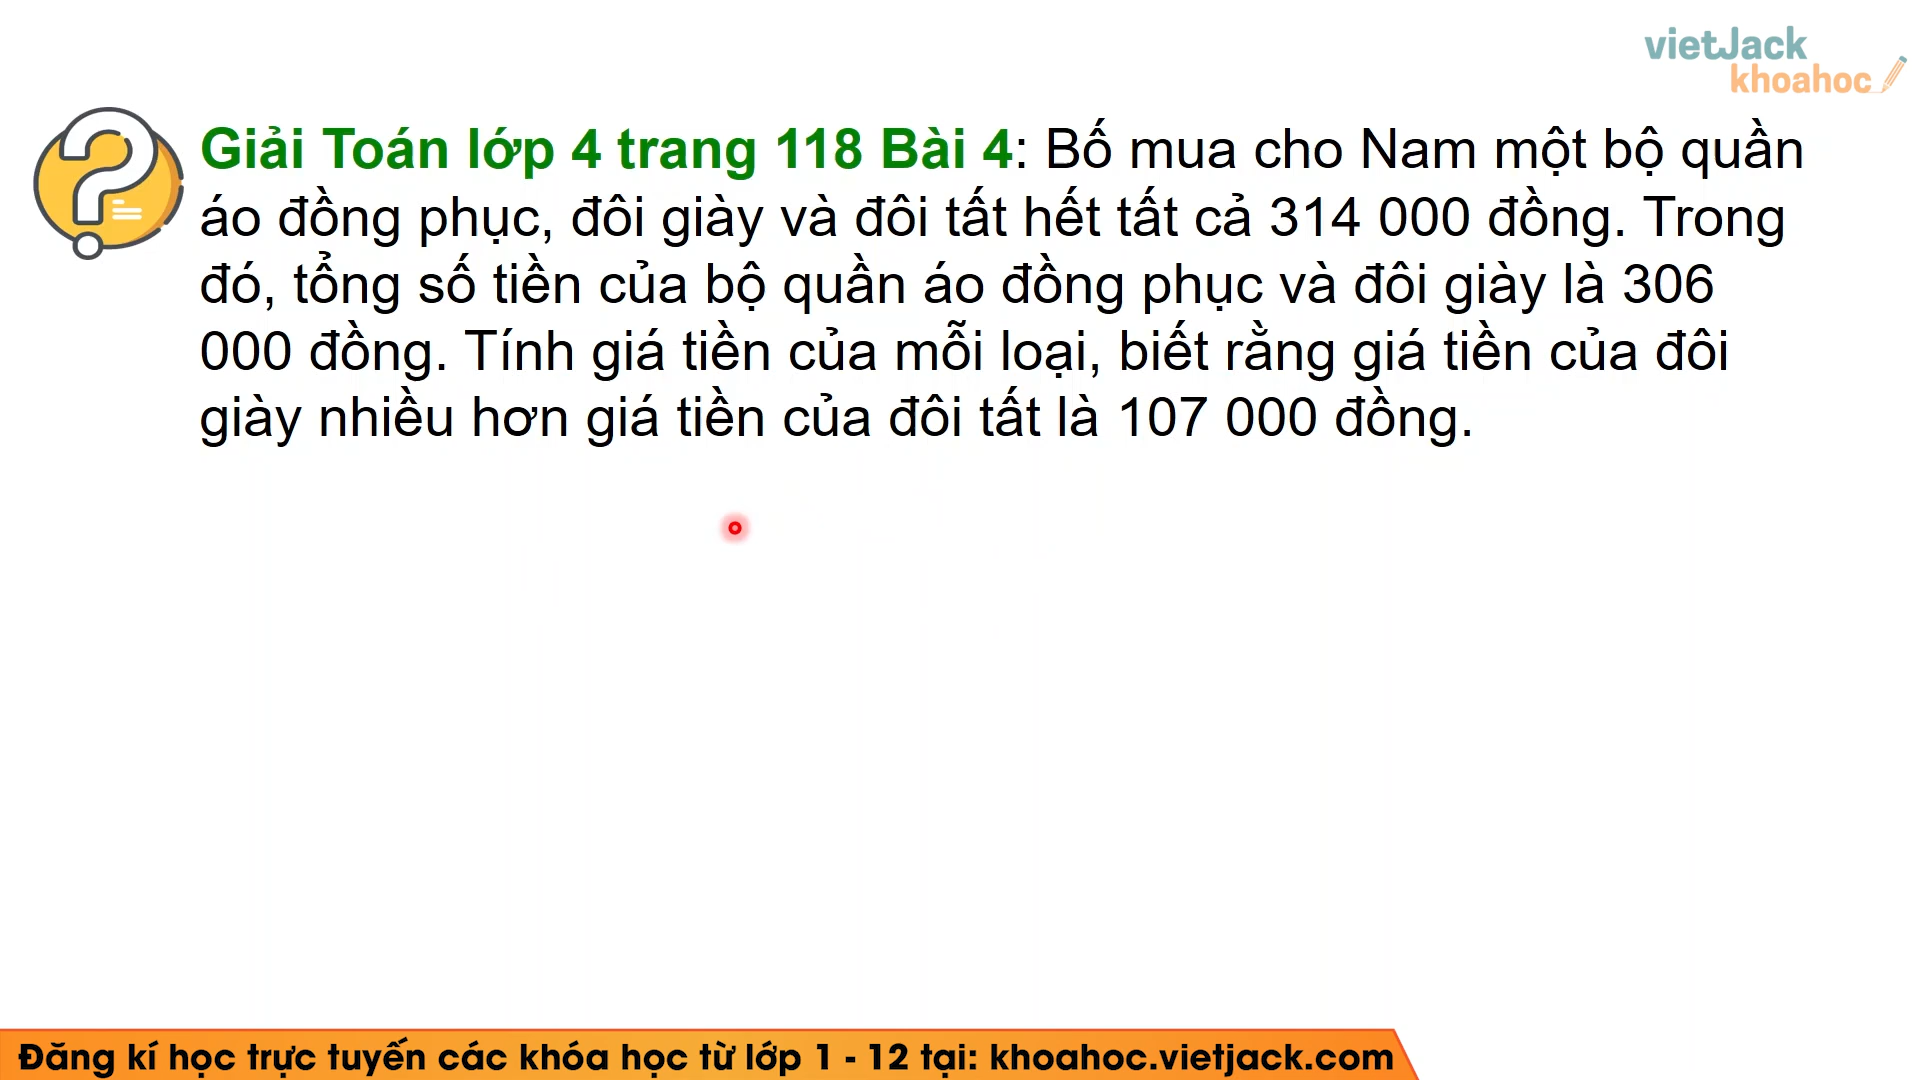 vietJack
khoahoc
Giải Toán lớp 4 trang 118 Bài 4: Bố mua cho Nam một bộ quần
áo đồng phục, đôi giày và đôi tất hết tất cả 314 000 đồng. Trong
đó, tổng số tiền của bộ quần áo đồng phục và đôi giày là 306
000 đồng. Tính giá tiền của mỗi loại, biết rằng giá tiền của đôi
giày nhiều hơn giá tiền của đôi tất là 107 000 đồng.
Đăng kí học trực tuyến các khóa học từ lớp 1 - 12 tại: khoahoc.vietjack.com